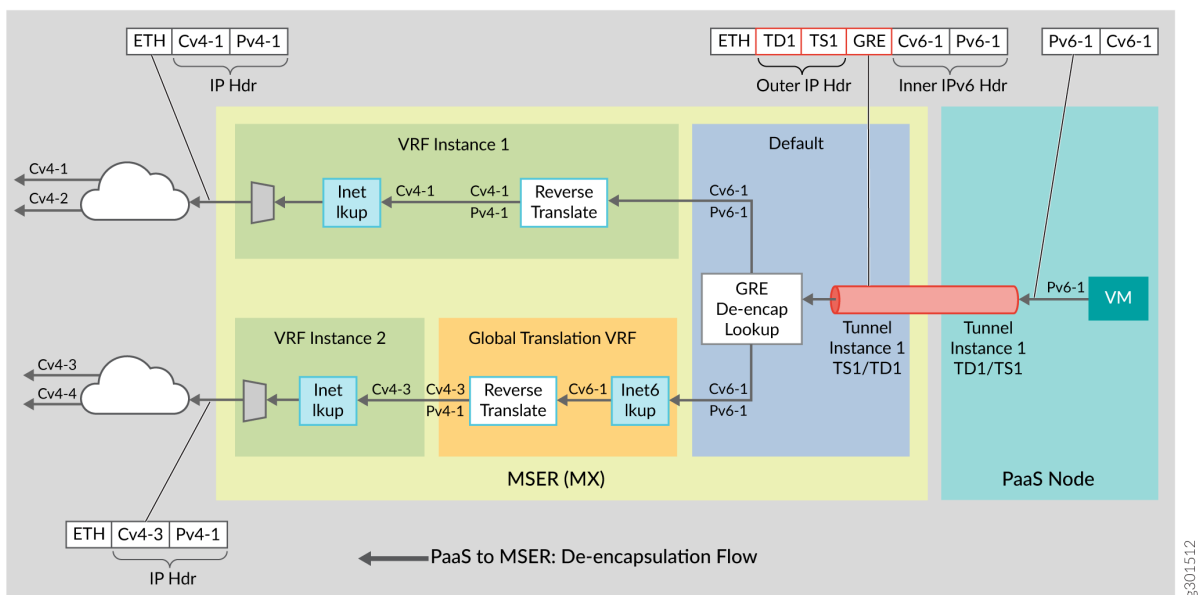 ETH Cv4-1 Pv4-1
IP Hdr
ETH TD1 TS1 GRE Cv6-1 Pv6-1
Outer IP Hdr
Inner IPv6 Hdr
Pv6-1 Cv6-1
VRF Instance 1
Default
Cv4-1
Cv4-2
Inet
lkup
Cv4-1
Cv4-1
Pv4-1
Reverse
Translate
Cv6-1
Pv6-1
GRE
De-encap
Lookup
Pv6-1
VM
Tunnel
Instance 1
TS1/TD1
Tunnel
Instance 1
TD1/TS1
VRF Instance 2
Global Translation VRF
Cv4-3
Cv4-4
Inet
lkup
Cv4-3
Cv4-3
Pv4-1
Reverse
Translate
Cv6-1
Inet6
lkup
Cv6-1
Pv6-1
MSER (MX)
PaaS Node
ETH Cv4-3 Pv4-1
IP Hdr
PaaS to MSER: De-encapsulation Flow
g301512